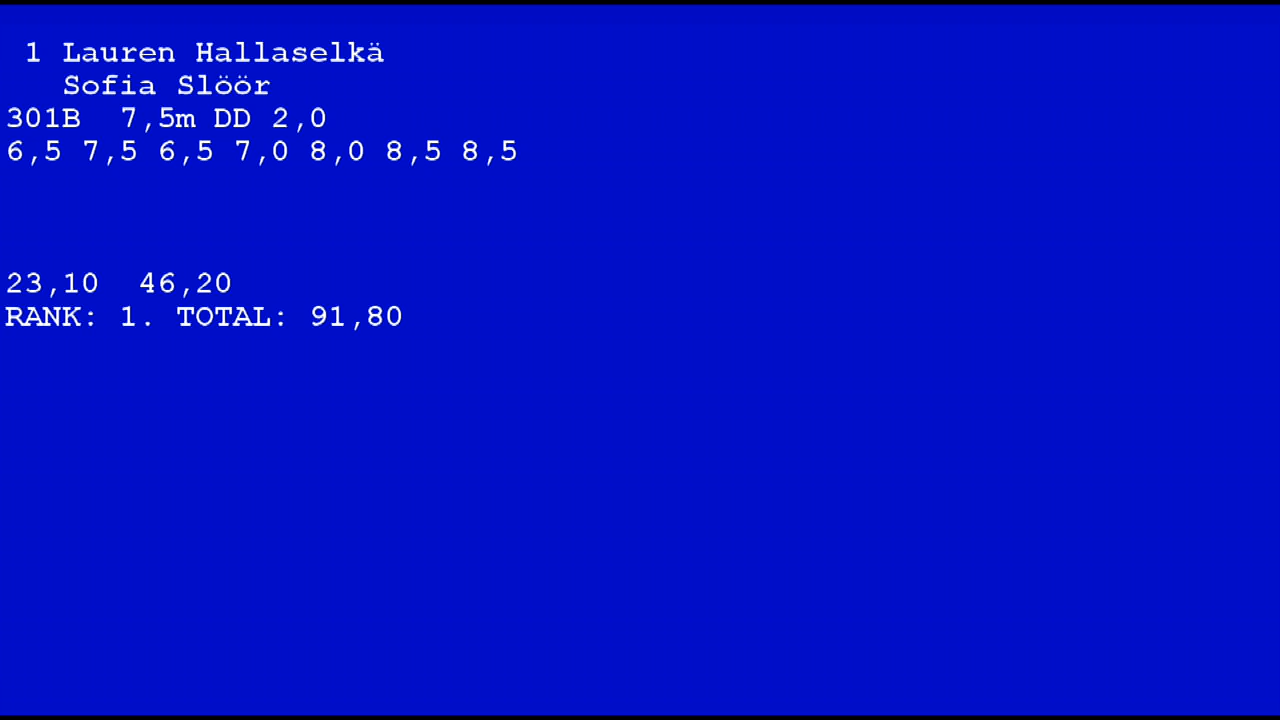 1 Lauren Hallaselkä
Sofia Slöör
301B 7,5m DD 2,0
6,5 7,5 6,5 7,0 8,0 8,5 8,5
23,10 46,20
RANK: 1. TOTAL: 91,80